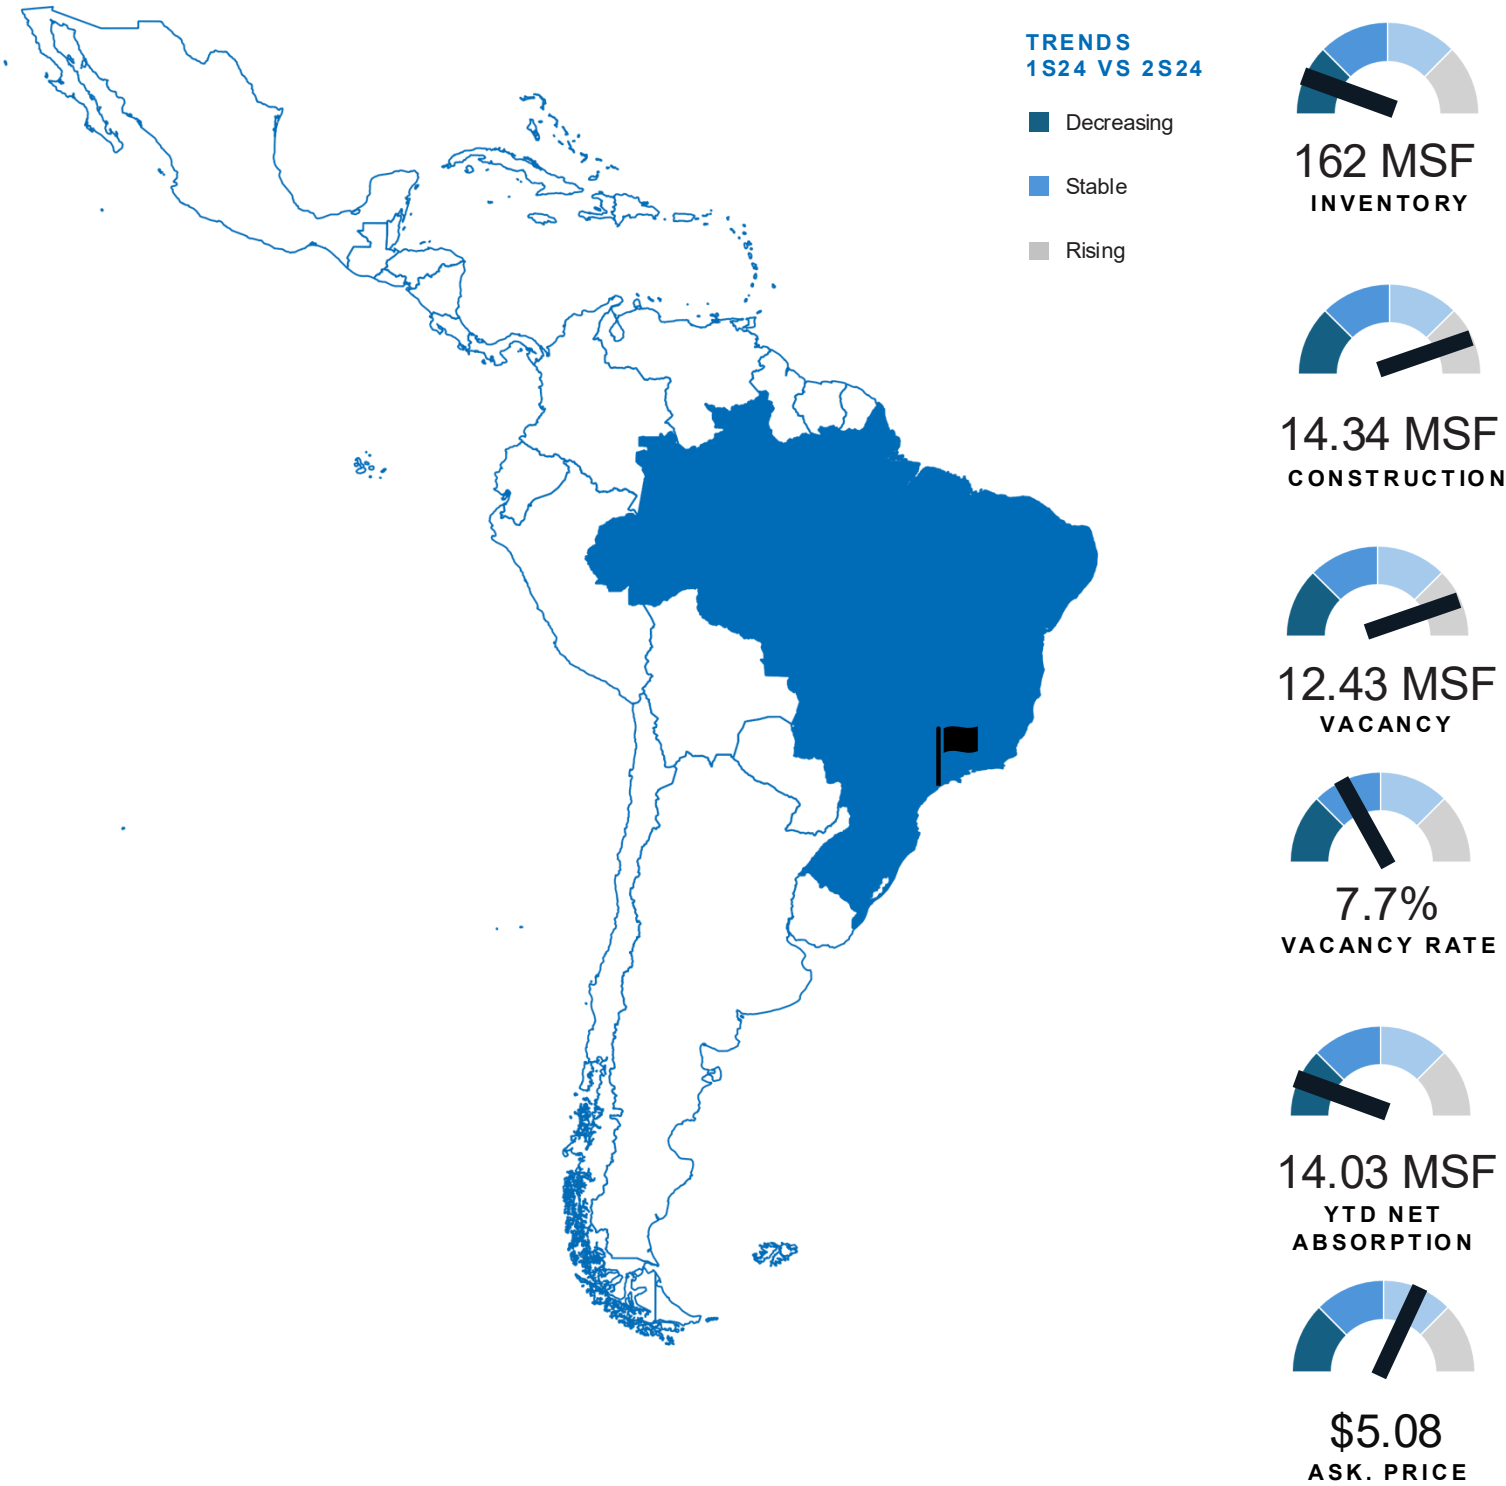 TRENDS
1S24 VS 2S24
Decreasing
Stable
Rising
162 MSF
INVENTORY
14.34 MSF
CONSTRUCTION
12.43 MSF
VACANCY
7.7%
VACANCY RATE
14.03 MSF
YTD NET
ABSORPTION
$5.08
ASK. PRICE